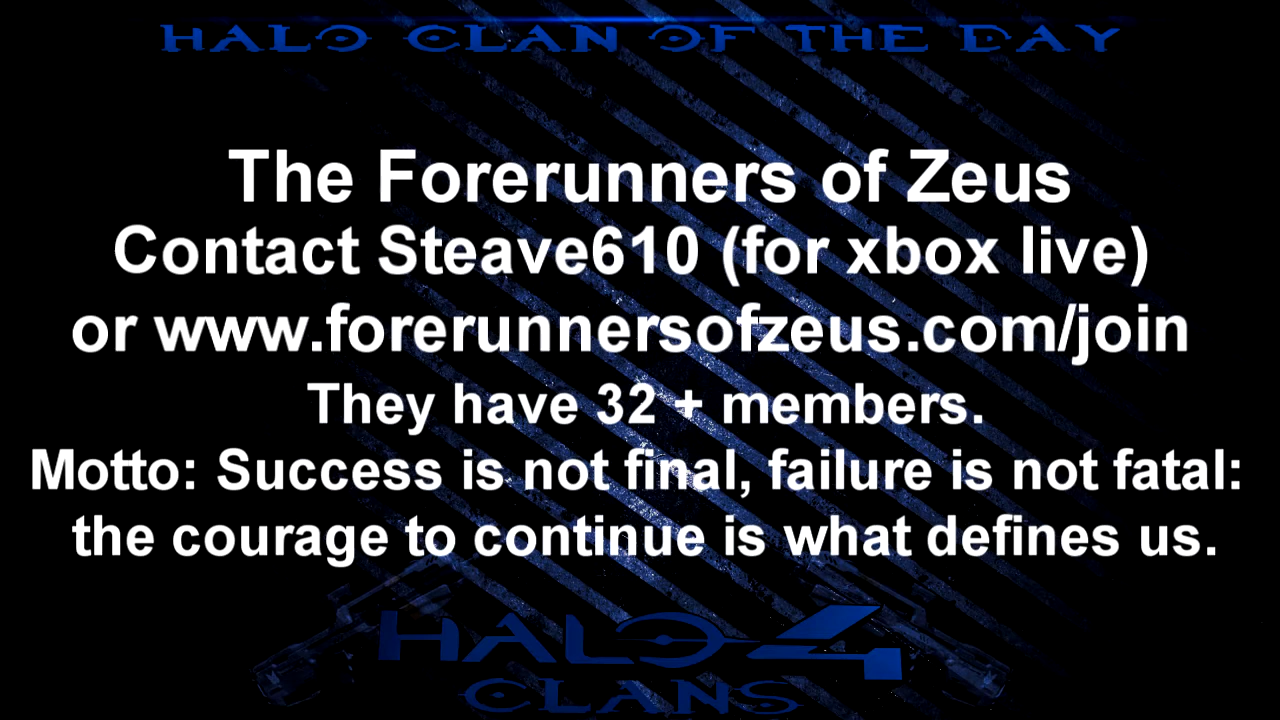 HALO CLAN OF THE DAY
The Forerunners of Zeus
Contact Steave610 (for xbox live)
or www.forerunnersofzeus.com/join
They have 32 + members.
Motto: Success is not final, failure is not fatal:
the courage to continue is what defines us.
HALO 4
CLANS